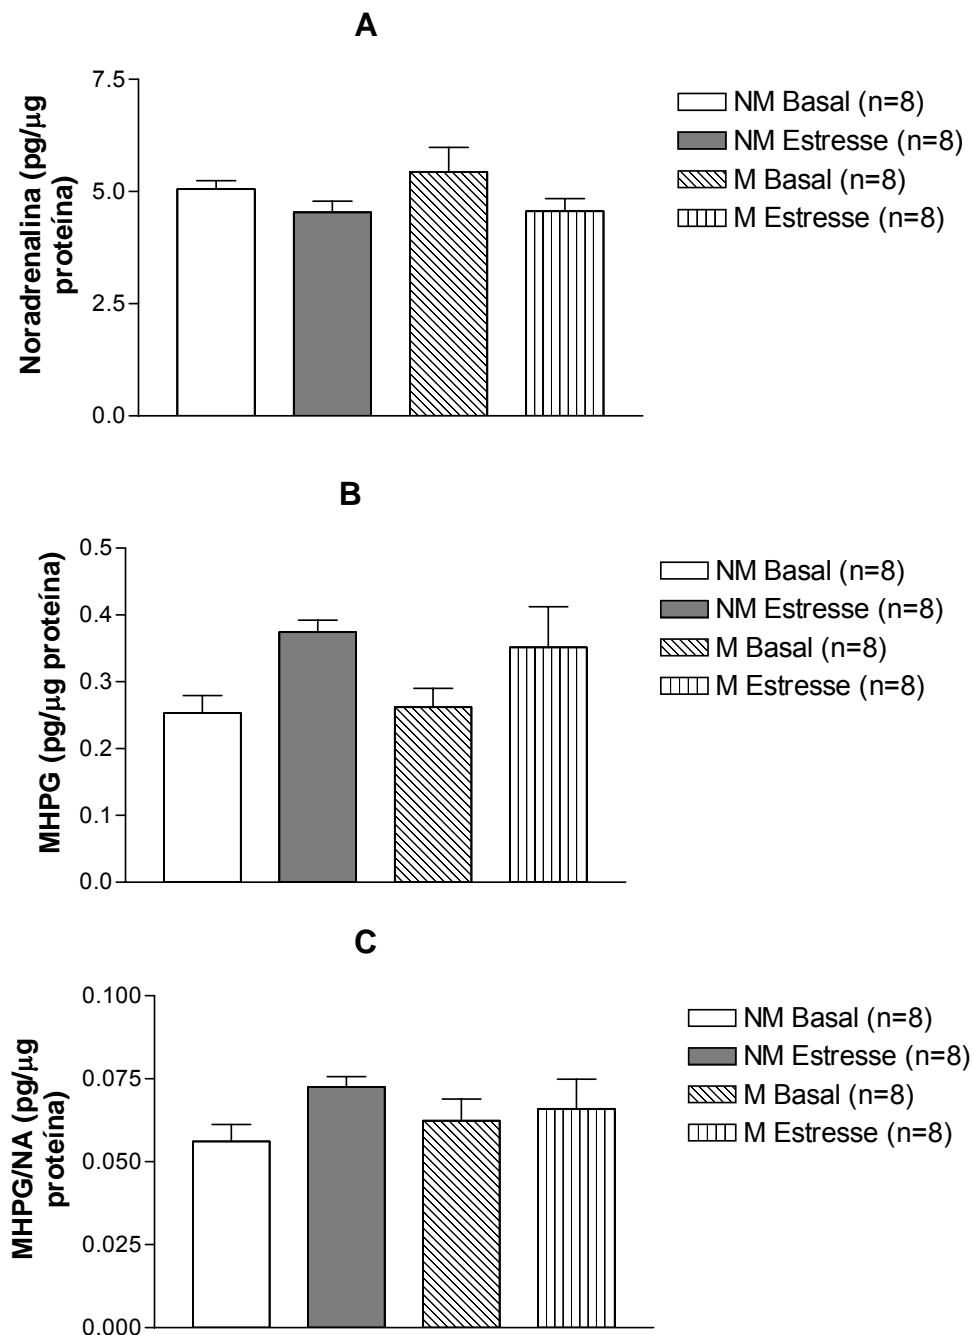 A
Noradrenalina (pg/µg
proteína)
7.5
5.0
2.5
0.0
NM Basal (n=8)
NM Estresse (n=8)
M Basal (n=8)
M Estresse (n=8)
B
MHPG (pg/µg proteína)
0.5
0.4
0.3
0.2
0.1
0.0
NM Basal (n=8)
NM Estresse (n=8)
M Basal (n=8)
M Estresse (n=8)
C
MHPG/NA (pg/µg
proteína)
0.100
0.075
0.050
0.025
0.000
NM Basal (n=8)
NM Estresse (n=8)
M Basal (n=8)
M Estresse (n=8)